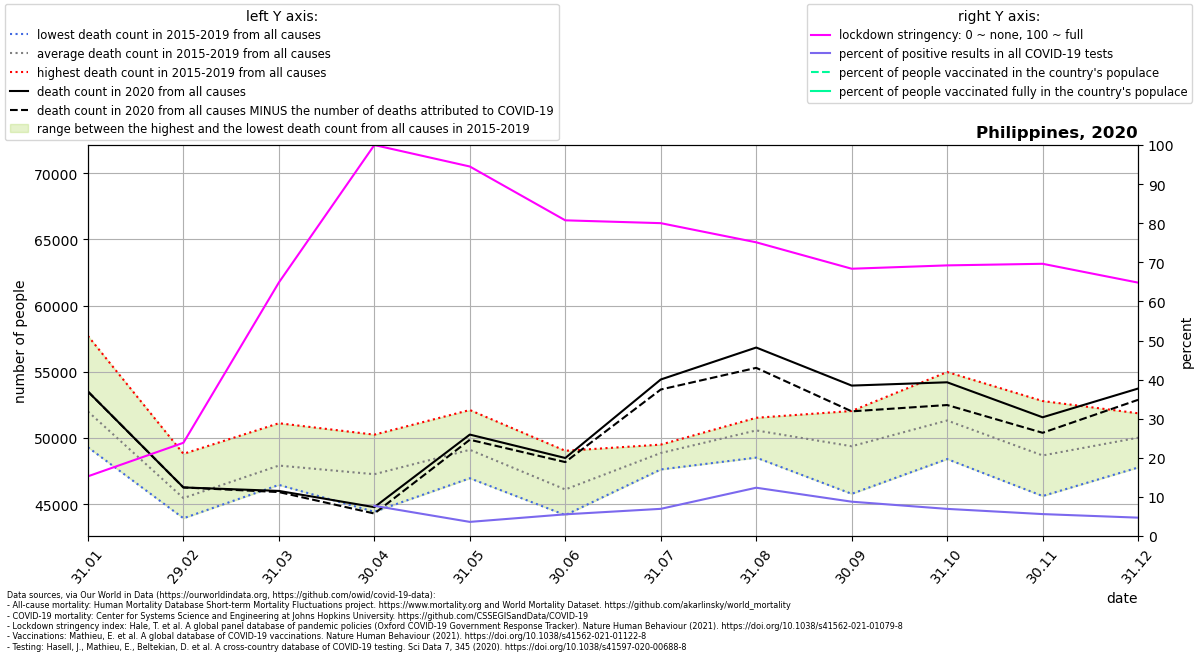 left Y axis:
lowest death count in 2015-2019 from all causes
average death count in 2015-2019 from all causes
highest death count in 2015-2019 from all causes
death count in 2020 from all causes
death count in 2020 from all causes MINUS the number of deaths attributed to COVID-19
range between the highest and the lowest death count from all causes in 2015-2019
right Y axis:
lockdown stringency: 0 ~ none, 100 ~ full
percent of positive results in all COVID-19 tests
percent of people vaccinated in the country's populace
percent of people vaccinated fully in the country's populace
Philippines, 2020
number of people
70000
65000
60000
55000
50000
45000
100
90
80
70
60
50
40
30
20
10
0
percent
31.01
29.02
31.03
30.04
31.05
30.06
31.07
31.08
30.09
31.10
30.11
31.12
date
Data sources, via Our World in Data (https://ourworldindata.org, https://github.com/owid/covid-19-data):
- All-cause mortality: Human Mortality Database Short-term Mortality Fluctuations project. https://www.mortality.org and World Mortality Dataset. https://github.com/akarlinsky/world_mortality
- COVID-19 mortality: Center for Systems Science and Engineering at Johns Hopkins University. https://github.com/CSSEGISandData/COVID-19
- Lockdown stringency index: Hale, T. et al. A global panel database of pandemic policies (Oxford COVID-19 Government Response Tracker). Nature Human Behaviour (2021). https://doi.org/10.1038/s41562-021-01079-8
- Vaccinations: Mathieu, E. et al. A global database of COVID-19 vaccinations. Nature Human Behaviour (2021). https://doi.org/10.1038/s41562-021-01122-8
- Testing: Hasell, J., Mathieu, E., Beltekian, D. et al. A cross-country database of COVID-19 testing. Sci Data 7, 345 (2020). https://doi.org/10.1038/s41597-020-00688-8